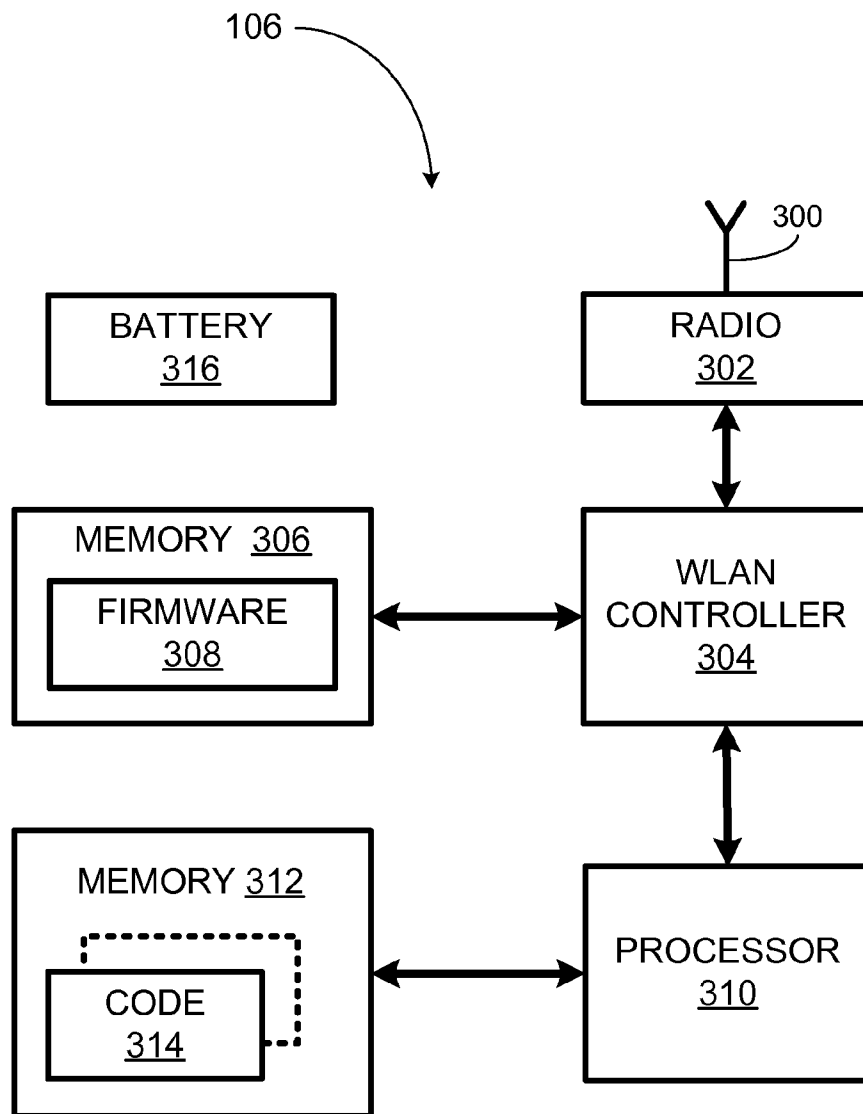 106
300
BATTERY
316
RADIO
302
MEMORY 306
FIRMWARE
308
WLAN
CONTROLLER
304
MEMORY 312
CODE
314
PROCESSOR
310